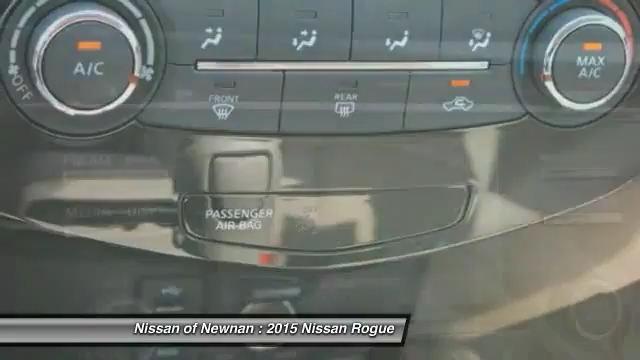 A/C
OFF
MAX
A/C
FRONT
REAR
PASSENGER
AIR-BAG
Nissan of Newnan : 2015 Nissan Rogue